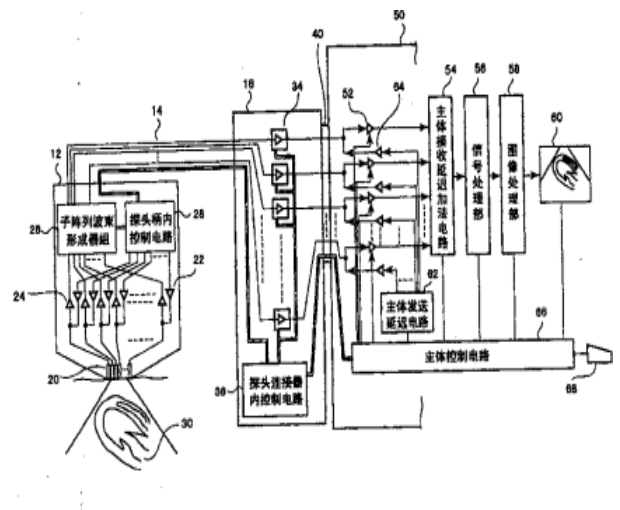 50
40
16
34
14
52
64
54
56
58
60
12
26
子阵列波束
形成器组
探头柄内
控制电路
28
22
24
20
30
36
探头连接器
内控制电路
主体接收延迟加法电路
信号处理部
图像处理部
62
主体发送
延迟电路
66
主体控制电路
68